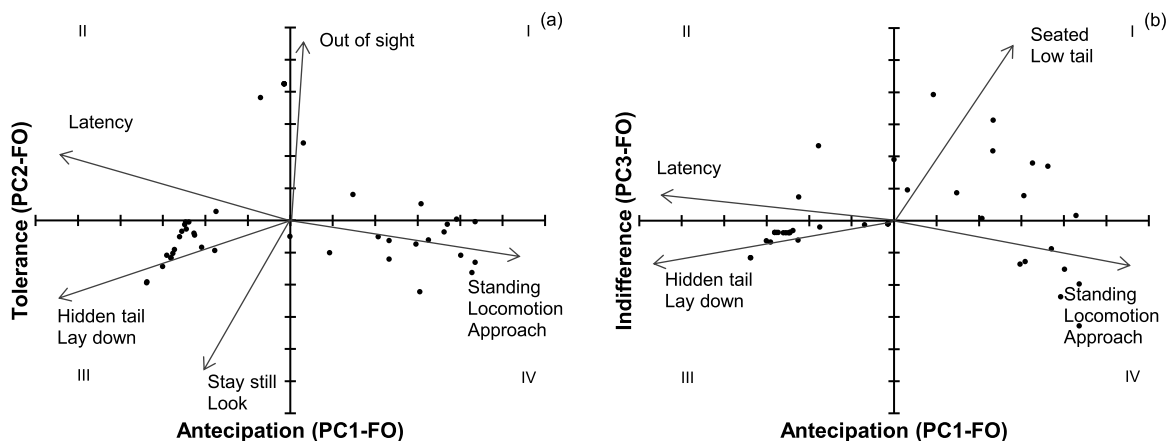 II
I
(a)
Out of sight
Latency
Tolerance (PC2-FO)
Hidden tail
Lay down
Standing
Locomotion
Approach
Stay still
Look
III
IV
Antecipation (PC1-FO)
II
I
(b)
Seated
Low tail
Latency
Indifference (PC3-FO)
Hidden tail
Lay down
Standing
Locomotion
Approach
III
IV
Antecipation (PC1-FO)